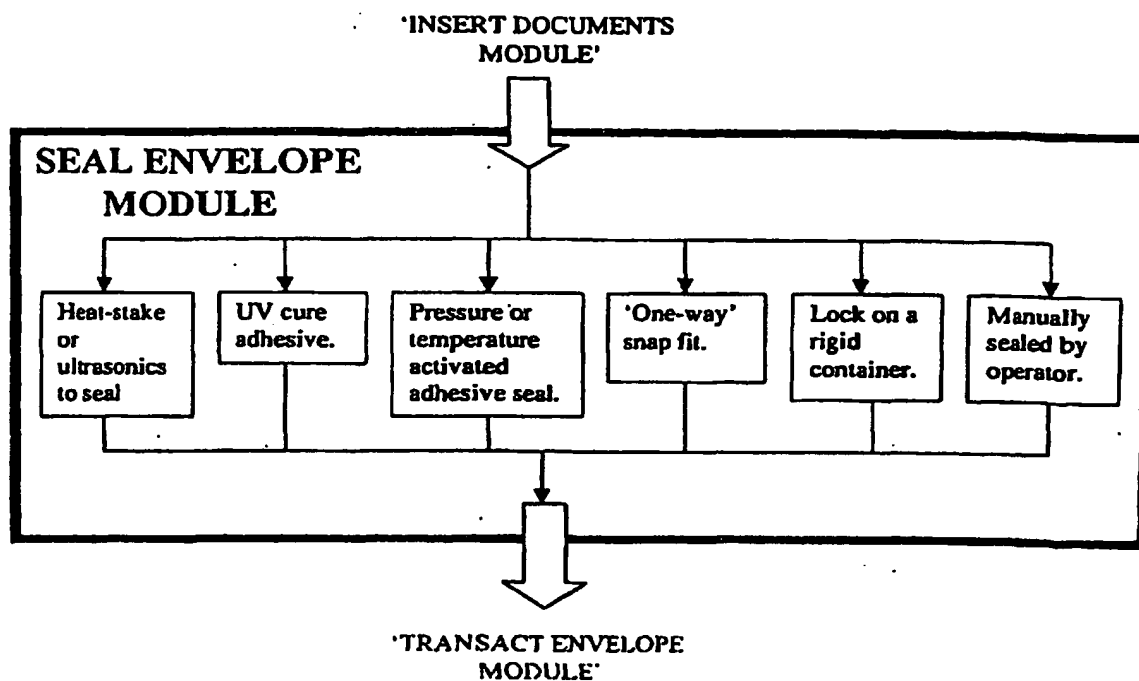 'INSERT DOCUMENTS
MODULE'
SEAL ENVELOPE
MODULE
Heat-stake
or
ultrasonics
to seal
UV cure
adhesive.
Pressure or
temperature
activated
adhesive seal.
'One-way'
snap fit.
Lock on a
rigid
container.
Manually
sealed by
operator.
'TRANSACT ENVELOPE
MODULE'